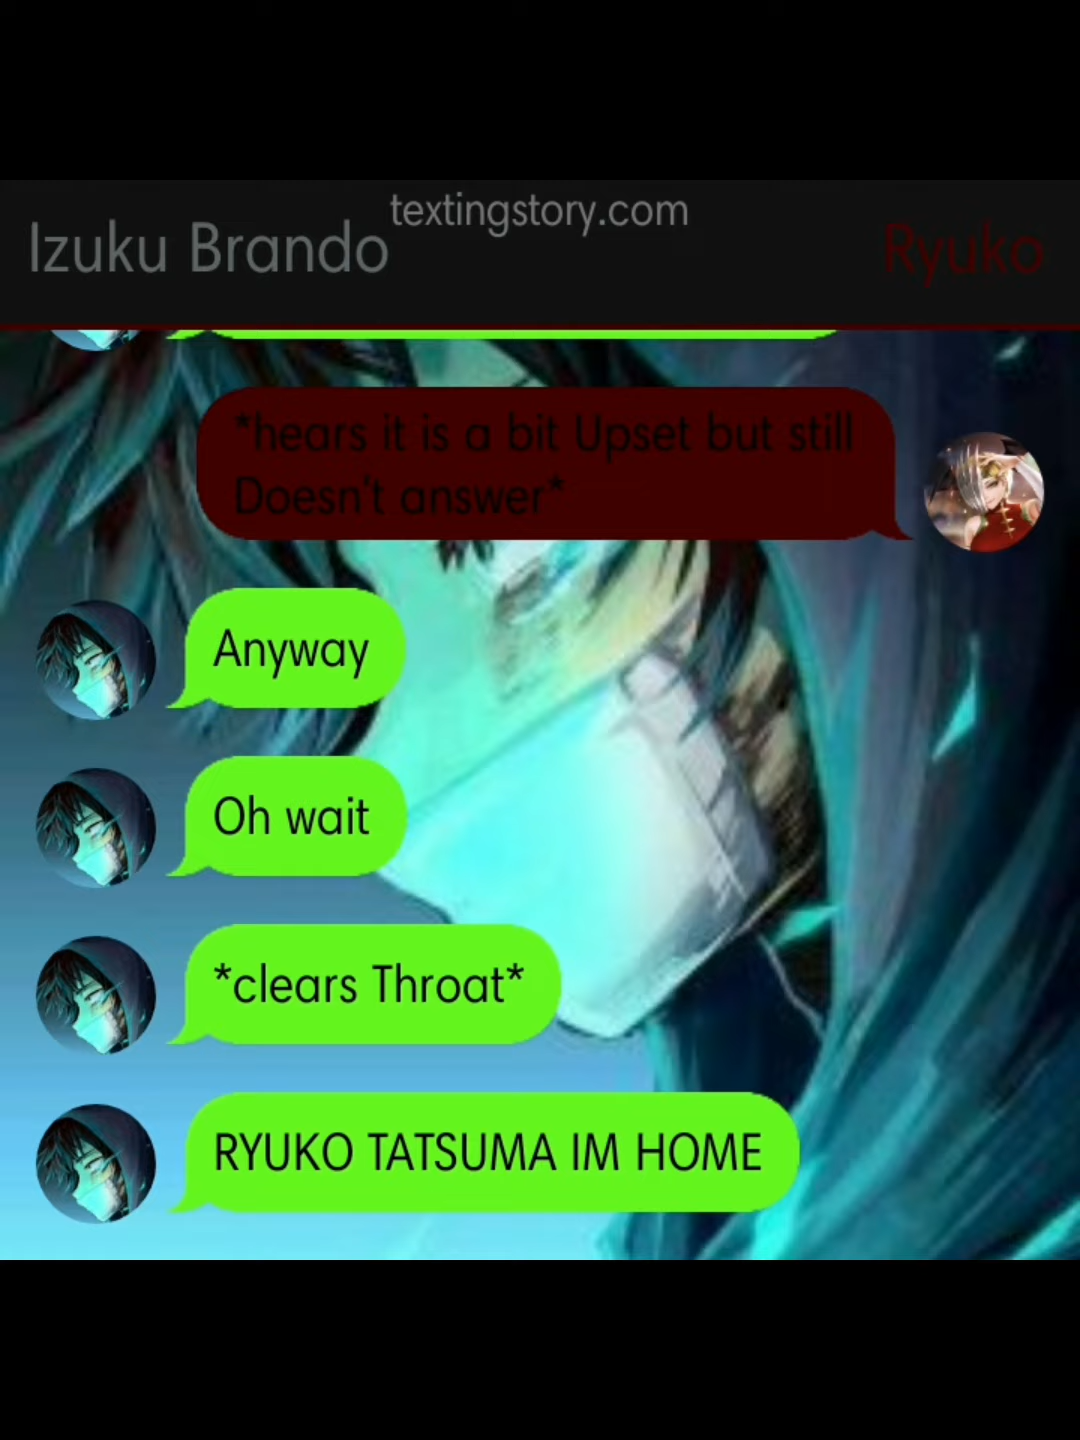 textingstory.com
Izuku Brando
Ryuko
*hears it is a bit Upset but still
Doesn't answer*
Anyway
Oh wait
*clears Throat*
RYUKO TATSUMA IM HOME